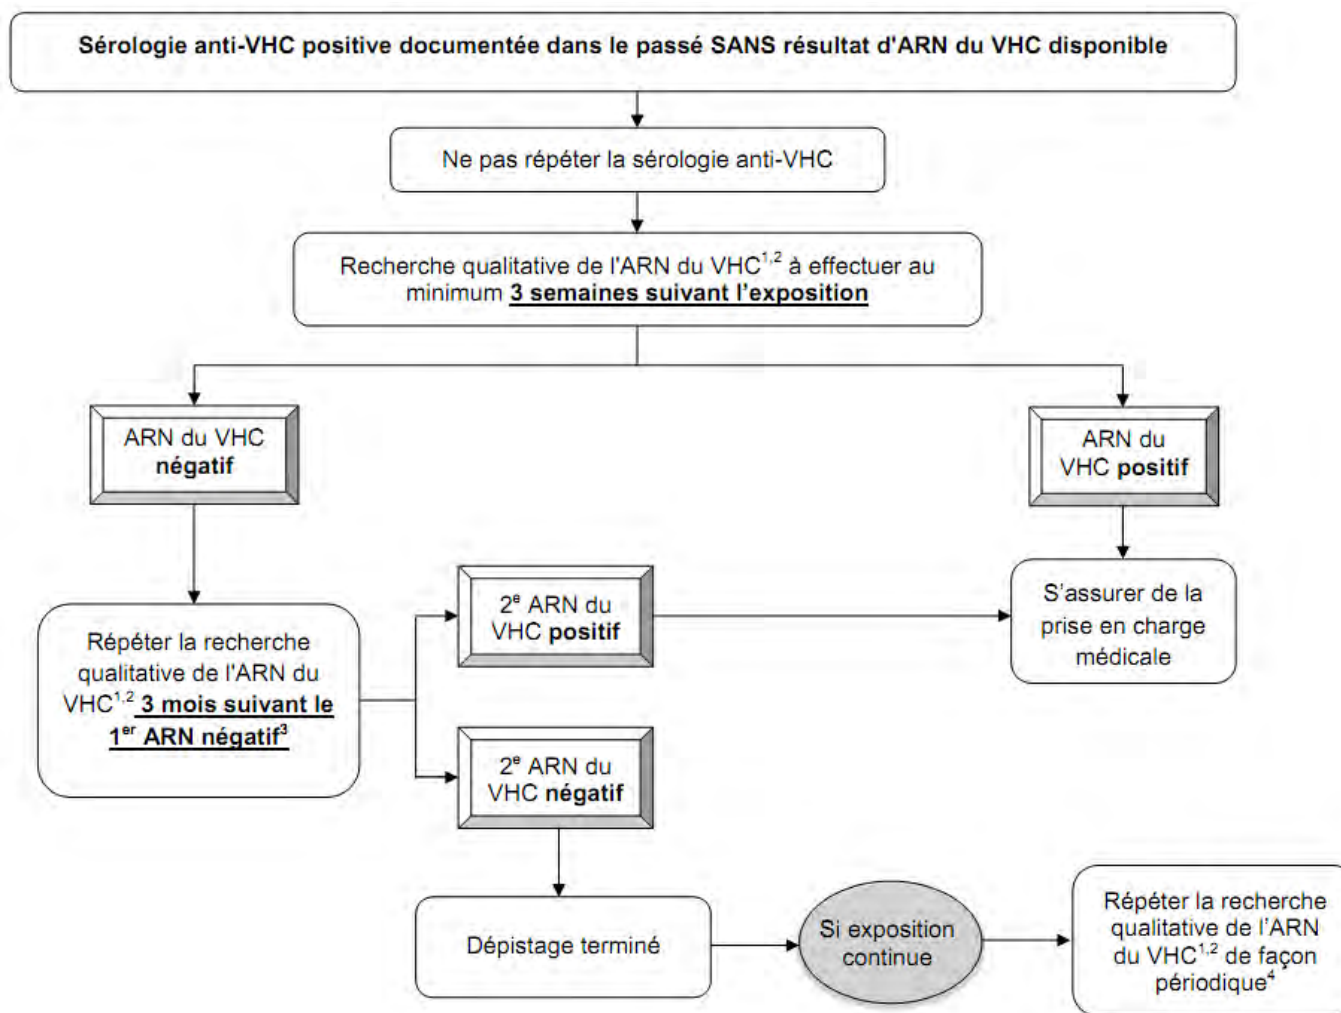 Sérologie anti-VHC positive documentée dans le passé SANS résultat d'ARN du VHC disponible
Ne pas répéter la sérologie anti-VHC
Recherche qualitative de l'ARN du VHC1,2 à effectuer au
minimum 3 semaines suivant l'exposition
ARN du VHC
négatif
ARN du
VHC positif
Répéter la recherche
qualitative de l'ARN du
VHC1,2 3 mois suivant le
1er ARN négatif3
2e ARN du
VHC positif
S'assurer de la
prise en charge
médicale
2e ARN du
VHC négatif
Dépistage terminé
Si exposition
continue
Répéter la recherche
qualitative de l'ARN
du VHC1,2 de façon
périodique4